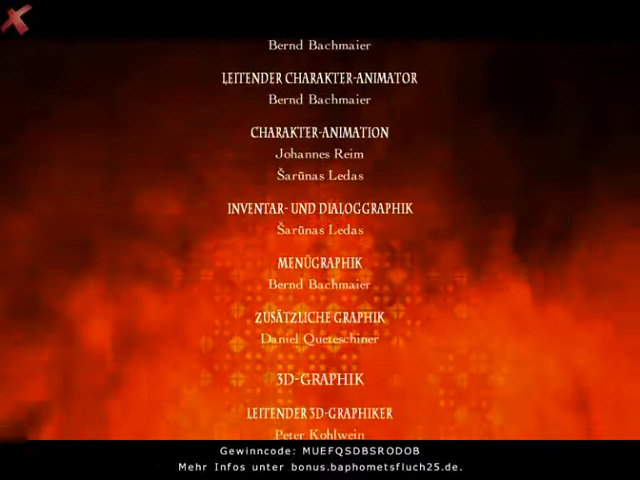 Bernd Bachmaier
LEITENDER CHARAKTER-ANIMATOR
Bernd Bachmaier
CHARAKTER-ANIMATION
Johannes Reim
Šarūnas Ledas
INVENTAR- UND DIALOGGRAPHIK
Šarūnas Ledas
MENÜGRAPHIK
Bernd Bachmaier
ZUSÄTZLICHE GRAPHIK
Daniel Queteschiner
3D-GRAPHIK
LEITENDER 3D-GRAPHIKER
Peter Kohlwein
Gewinncode: MUEFQSDBSRODOB
Mehr Infos unter bonus.baphometsfluch25.de.